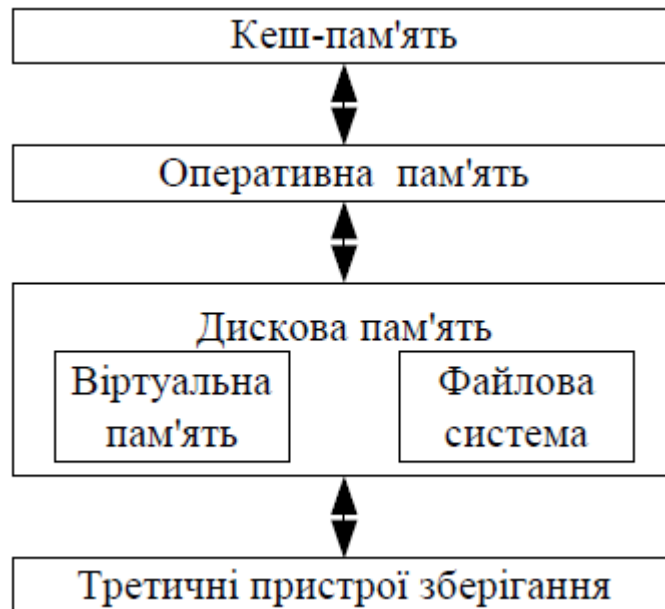 Кеш-пам'ять
Оперативна пам'ять
Дискова пам'ять
Віртуальна
пам'ять
Файлова
система
Третичні пристрої зберігання